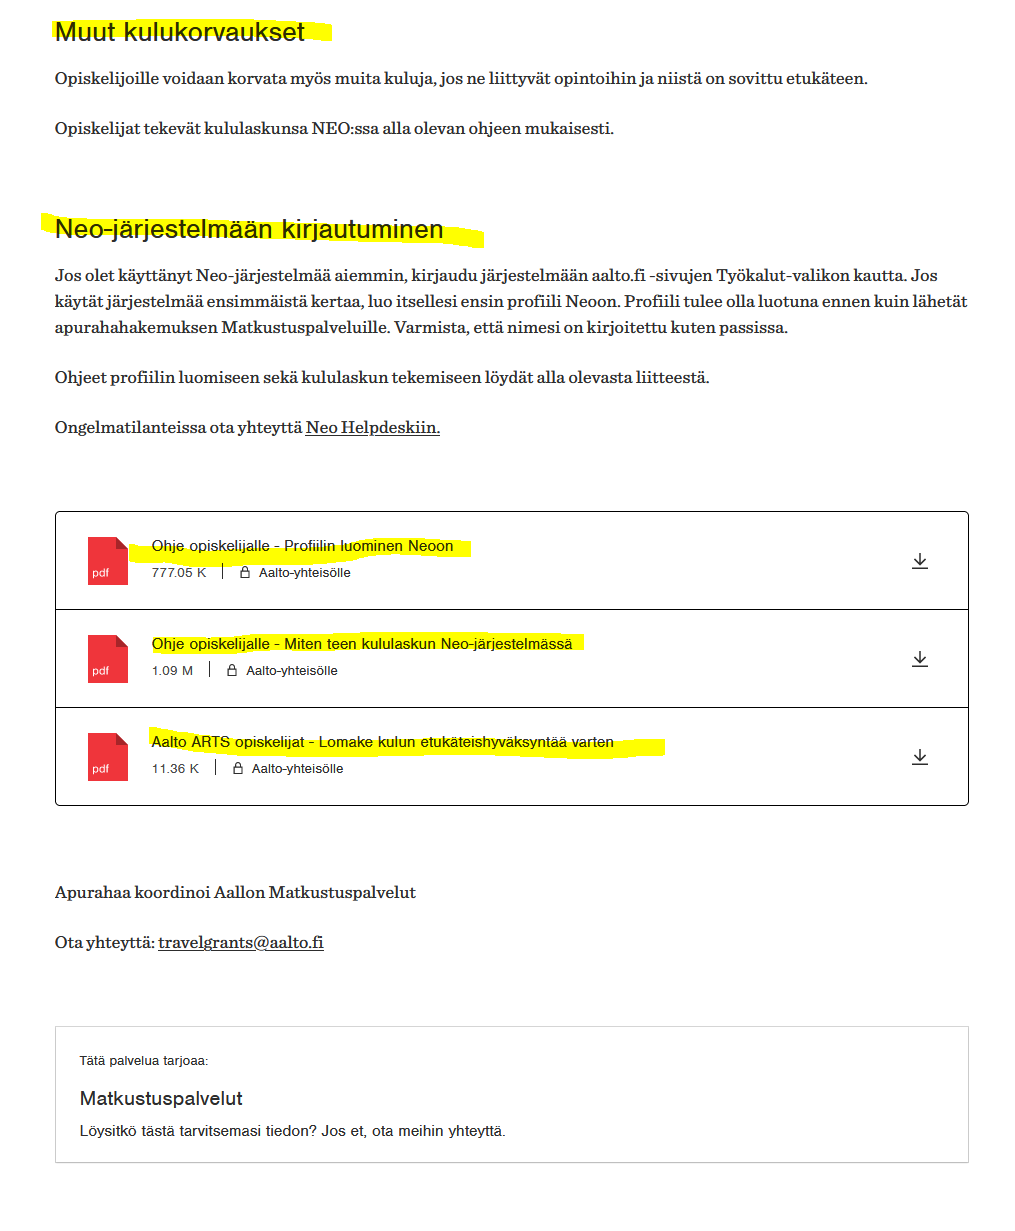 Muut kulukorvaukset
Opiskelijoille voidaan korvata myös muita kuluja, jos ne liittyvät opintoihin ja niistä on sovittu etukäteen.
Opiskelijat tekevät kululaskunsa NEO:ssa alla olevan ohjeen mukaisesti.
Neo-järjestelmään kirjautuminen
Jos olet käyttänyt Neo-järjestelmää aiemmin, kirjaudu järjestelmään aalto.fi -sivujen Työkalut-valikon kautta. Jos
käytät järjestelmää ensimmäistä kertaa, luo itsellesi ensin profiili Neoon. Profiili tulee olla luotuna ennen kuin lähetät
apurahahakemuksen Matkustuspalveluille. Varmista, että nimesi on kirjoitettu kuten passissa.
Ohjeet profiilin luomiseen sekä kululaskun tekemiseen löydät alla olevasta liitteestä.
Ongelmatilanteissa ota yhteyttä Neo Helpdeskiin.
Ohje opiskelijalle - Profiilin luominen Neoon
pdf
777.05 K | Aalto-yhteisölle
Ohje opiskelijalle - Miten teen kululaskun Neo-järjestelmässä
pdf
1.09 M | Aalto-yhteisölle
Aalto ARTS opiskelijat - Lomake kulun etukäteishyväksyntää varten
pdf
11.36 K | Aalto-yhteisölle
Apurahaa koordinoi Aallon Matkustuspalvelut
Ota yhteyttä: travelgrants@aalto.fi
Tätä palvelua tarjoaa:
Matkustuspalvelut
Löysitkö tästä tarvitsemasi tiedon? Jos et, ota meihin yhteyttä.